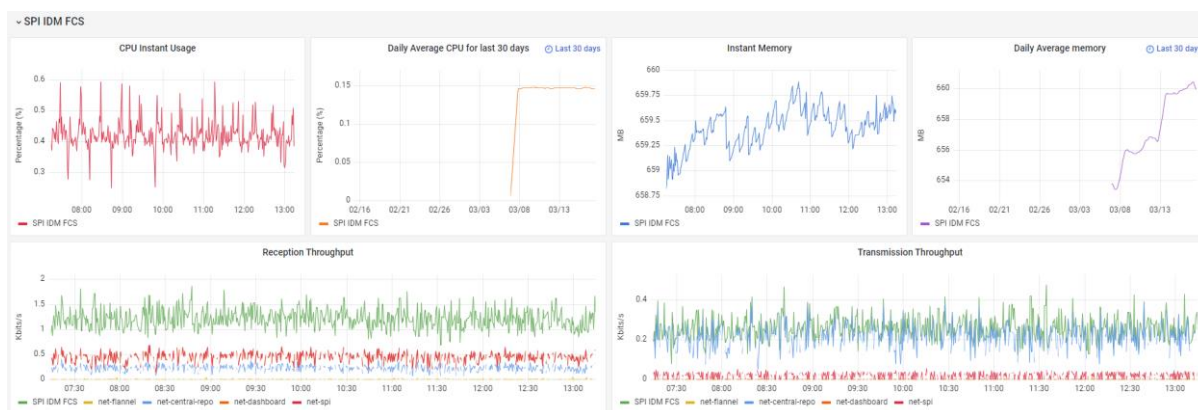 SPI IDM FCS
CPU Instant Usage
Percentage (%)
0.6
0.5
0.4
0.3
08:00 09:00 10:00 11:00 12:00 13:00
SPI IDM FCS
Daily Average CPU for last 30 days
Last 30 days
Percentage (%)
0.15
0.1
0.05
0
02/16 02/21 02/26 03/03 03/08 03/13
SPI IDM FCS
Instant Memory
MB
660
659.75
659.5
659.25
659
658.75
08:00 09:00 10:00 11:00 12:00 13:00
SPI IDM FCS
Daily Average memory
Last 30 day
MB
660
658
656
654
02/16 02/21 02/26 03/03 03/08 03/13
SPI IDM FCS
Reception Throughput
Kbits/s
2
1.5
1
0.5
0
07:30 08:00 08:30 09:00 09:30 10:00 10:30 11:00 11:30 12:00 12:30 13:00
SPI IDM FCS net-flannel net-central-repo net-dashboard net-spi
Transmission Throughput
Kbits/s
0.4
0.2
0
07:30 08:00 08:30 09:00 09:30 10:00 10:30 11:00 11:30 12:00 12:30 13:00
SPI IDM FCS net-flannel net-central-repo net-dashboard net-spi